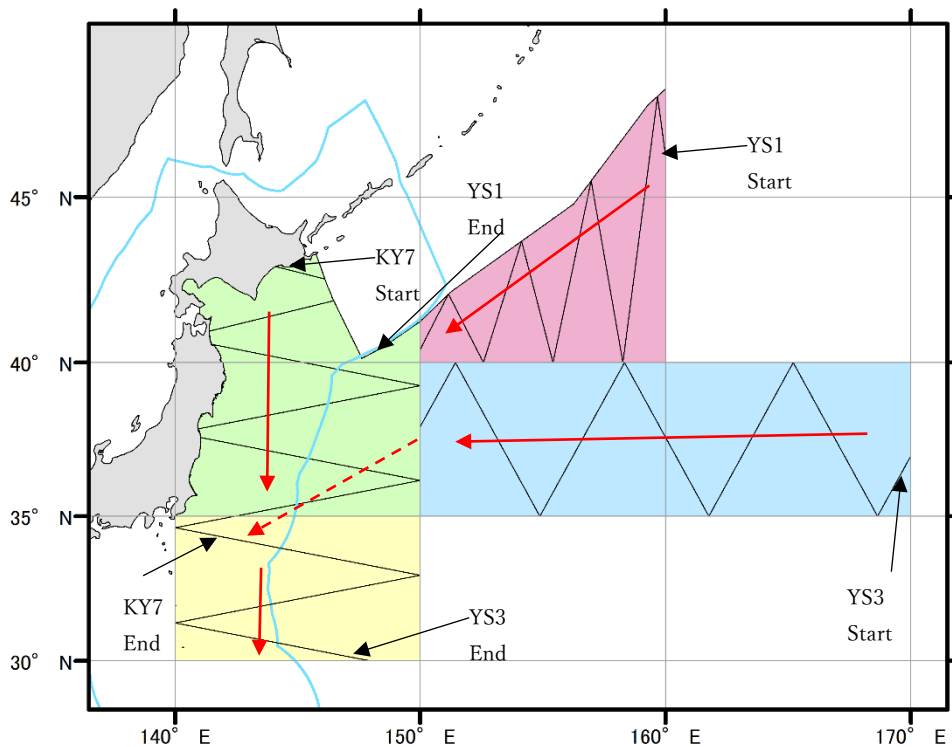 YS1
Start
YS1
End
45° N
KY7
Start
40° N
35° N
KY7
End
YS3
End
YS3
Start
30° N
140° E
150° E
160° E
170° E